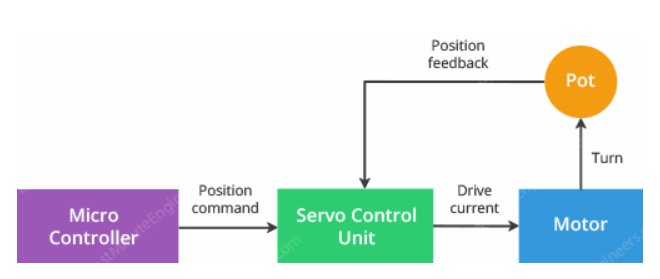 Position
feedback
Pot
Turn
Position
command
Drive
current
Micro
Controller
Servo Control
Unit
Motor